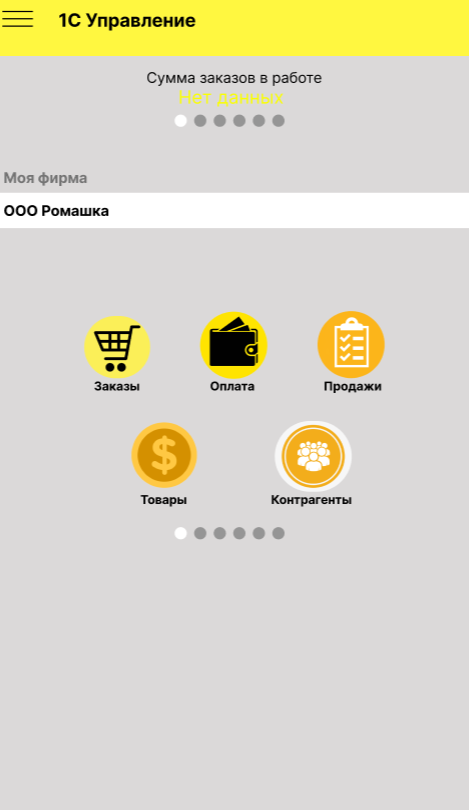 1С Управление
Сумма заказов в работе
Нет данных
Моя фирма
ООО Ромашка
Заказы Оплата Продажи
Товары Контрагенты